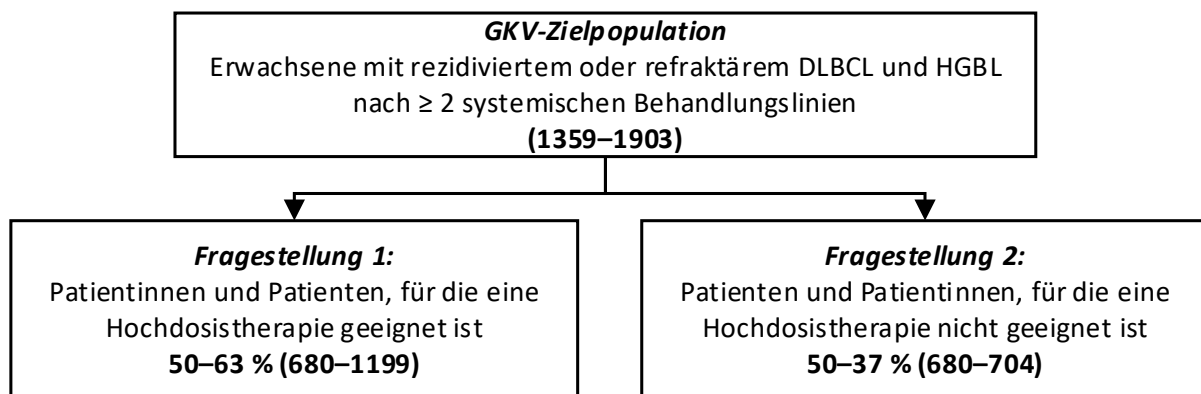 GKV-Zielpopulation
Erwachsene mit rezidiviertem oder refraktärem DLBCL und HGBL
nach ≥ 2 systemischen Behandlungslinien
(1359–1903)
Fragestellung 1:
Patientinnen und Patienten, für die eine
Hochdosistherapie geeignet ist
50–63 % (680–1199)
Fragestellung 2:
Patienten und Patientinnen, für die eine
Hochdosistherapie nicht geeignet ist
50–37 % (680–704)